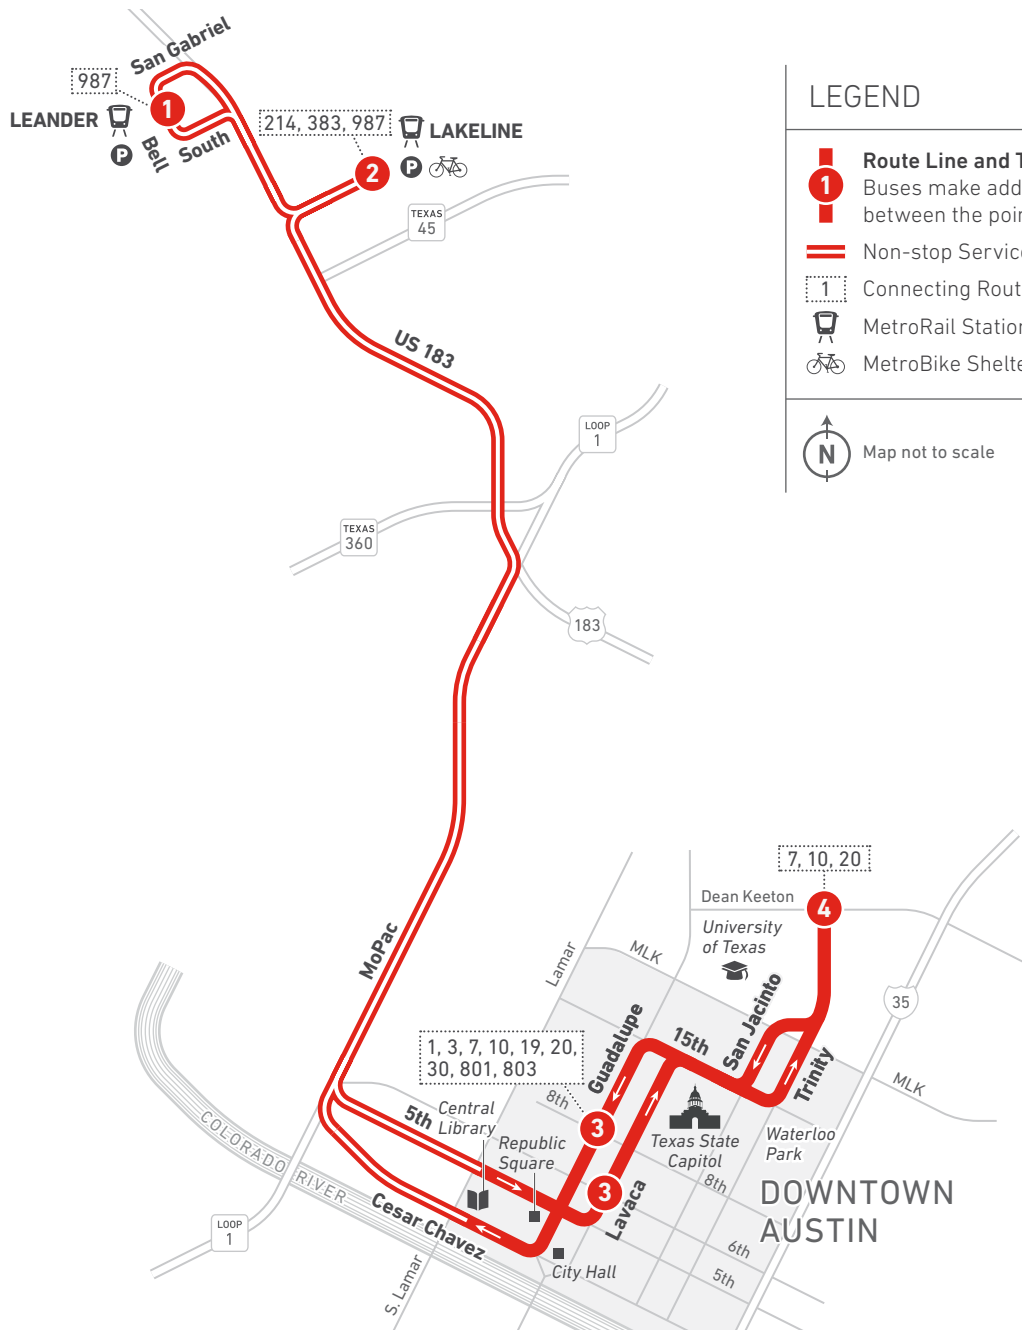 San Gabriel
987
1
LEANDER
P
Bell
South
214, 383, 987
LAKELINE
2
P
TEXAS
45
US 183
LOOP
1
TEXAS
360
183
MoPac
LEGEND
1
Route Line and T
Buses make add
between the poin
Non-stop Service
1
Connecting Rout
MetroRail Station
MetroBike Shelte
N
Map not to scale
7, 10, 20
Dean Keeton
4
University
of Texas
MLK
Lamar
35
San Jacinto
15th
Guadalupe
Trinity
MLK
1, 3, 7, 10, 19, 20,
30, 801, 803
8th
5th
Central
Library
3
Republic
Square
Texas State
Capitol
Waterloo
Park
8th
3
Lavaca
DOWNTOWN
AUSTIN
COLORADO RIVER
Cesar Chavez
LOOP
1
City Hall
6th
5th
S. Lamar